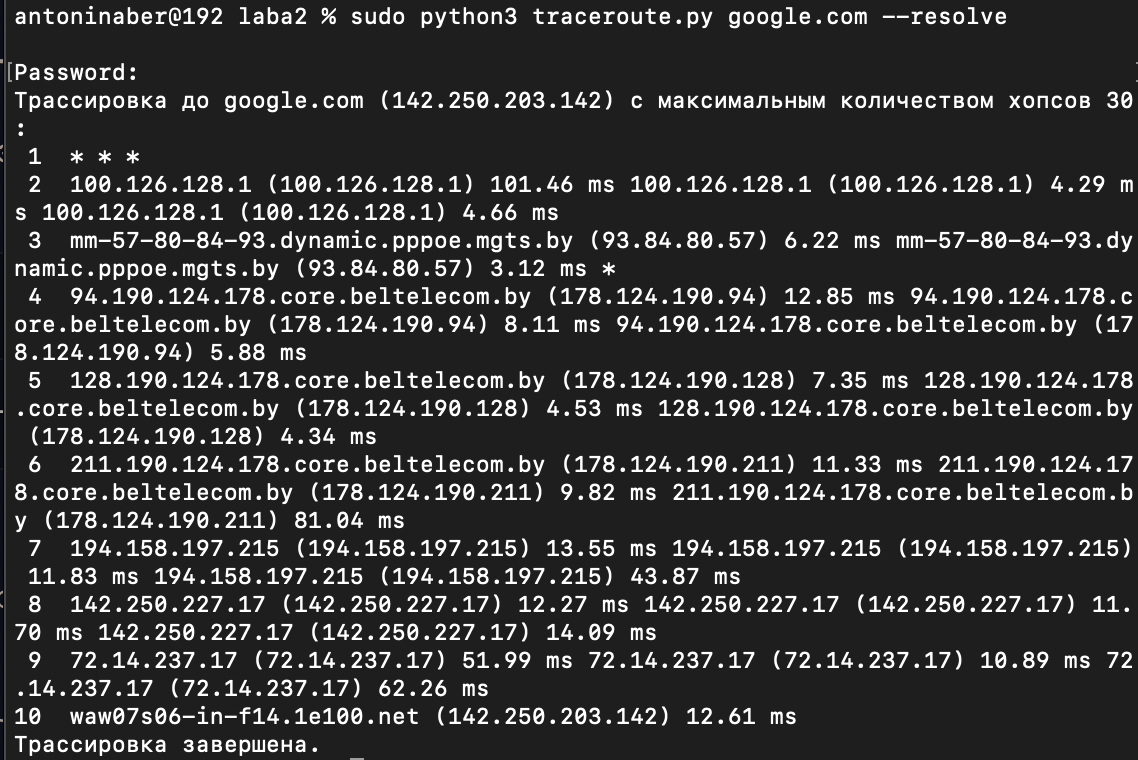 antoninaber@192 laba2 % sudo python3 traceroute.py google.com --resolve
[Password:
Трассировка до google.com (142.250.203.142) с максимальным количеством хопсов 30
:
1 * * *
2 100.126.128.1 (100.126.128.1) 101.46 ms 100.126.128.1 (100.126.128.1) 4.29 m
s 100.126.128.1 (100.126.128.1) 4.66 ms
3 mm-57-80-84-93.dynamic.pppoe.mgts.by (93.84.80.57) 6.22 ms mm-57-80-84-93.dy
namic.pppoe.mgts.by (93.84.80.57) 3.12 ms *
4 94.190.124.178.core.beltelecom.by (178.124.190.94) 12.85 ms 94.190.124.178.c
ore.beltelecom.by (178.124.190.94) 8.11 ms 94.190.124.178.core.beltelecom.by (17
8.124.190.94) 5.88 ms
5 128.190.124.178.core.beltelecom.by (178.124.190.128) 7.35 ms 128.190.124.178
.core.beltelecom.by (178.124.190.128) 4.53 ms 128.190.124.178.core.beltelecom.by
(178.124.190.128) 4.34 ms
6 211.190.124.178.core.beltelecom.by (178.124.190.211) 11.33 ms 211.190.124.17
8.core.beltelecom.by (178.124.190.211) 9.82 ms 211.190.124.178.core.beltelecom.b
y (178.124.190.211) 81.04 ms
7 194.158.197.215 (194.158.197.215) 13.55 ms 194.158.197.215 (194.158.197.215)
11.83 ms 194.158.197.215 (194.158.197.215) 43.87 ms
8 142.250.227.17 (142.250.227.17) 12.27 ms 142.250.227.17 (142.250.227.17) 11.
70 ms 142.250.227.17 (142.250.227.17) 14.09 ms
9 72.14.237.17 (72.14.237.17) 51.99 ms 72.14.237.17 (72.14.237.17) 10.89 ms 72
.14.237.17 (72.14.237.17) 62.26 ms
10 waw07s06-in-f14.1e100.net (142.250.203.142) 12.61 ms
Трассировка завершена.